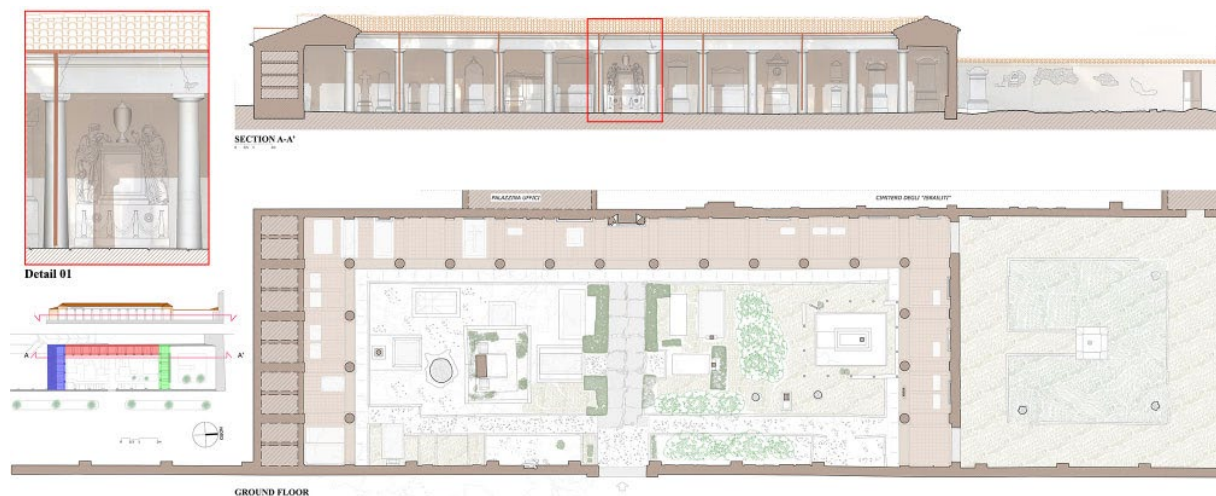 SECTION A-A'
PALAZZINA UFFICI
CIMITERO DEGLI "ISRAELITI"
Detail 01
A
A'
GROUND FLOOR